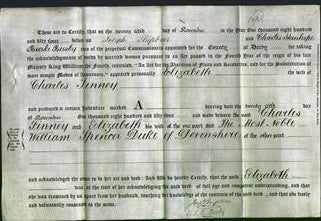 These are to Certify, that on the twenty fifth day of November in the year One thousand eight hundred
and fifty four before us Joseph and Charles Stanhope
Burke Busby two of the perpetual Commissioners appointed for the County of Derby for
taking the acknowledgments of deeds by married women pursuant to an Act passed in the Fourth year of the reign of his late
Majesty King William the Fourth, intituled, "An Act for the Abolition of Fines and Recoveries, and for the Substitution of
more simple Modes of Assurance," appeared personally Elizabeth the wife of
Charles Finney
and produced a certain Indenture marked A bearing date the twenty fifth day
of November One thousand eight hundred and fifty four and made between the said Charles
Finney and Elizabeth his wife of the one part and The Most Noble
William Spencer Duke of Devonshire of the other part
and acknowledged the same to be her act and deed: And We do hereby Certify, that the said Elizabeth
was, at the time of her acknowledging the said deed, of full age and competent understanding, and that
she was examined by us apart from her husband, touching her knowledge of the contents of the said deed, and that she freely
and voluntarily consented to the same.